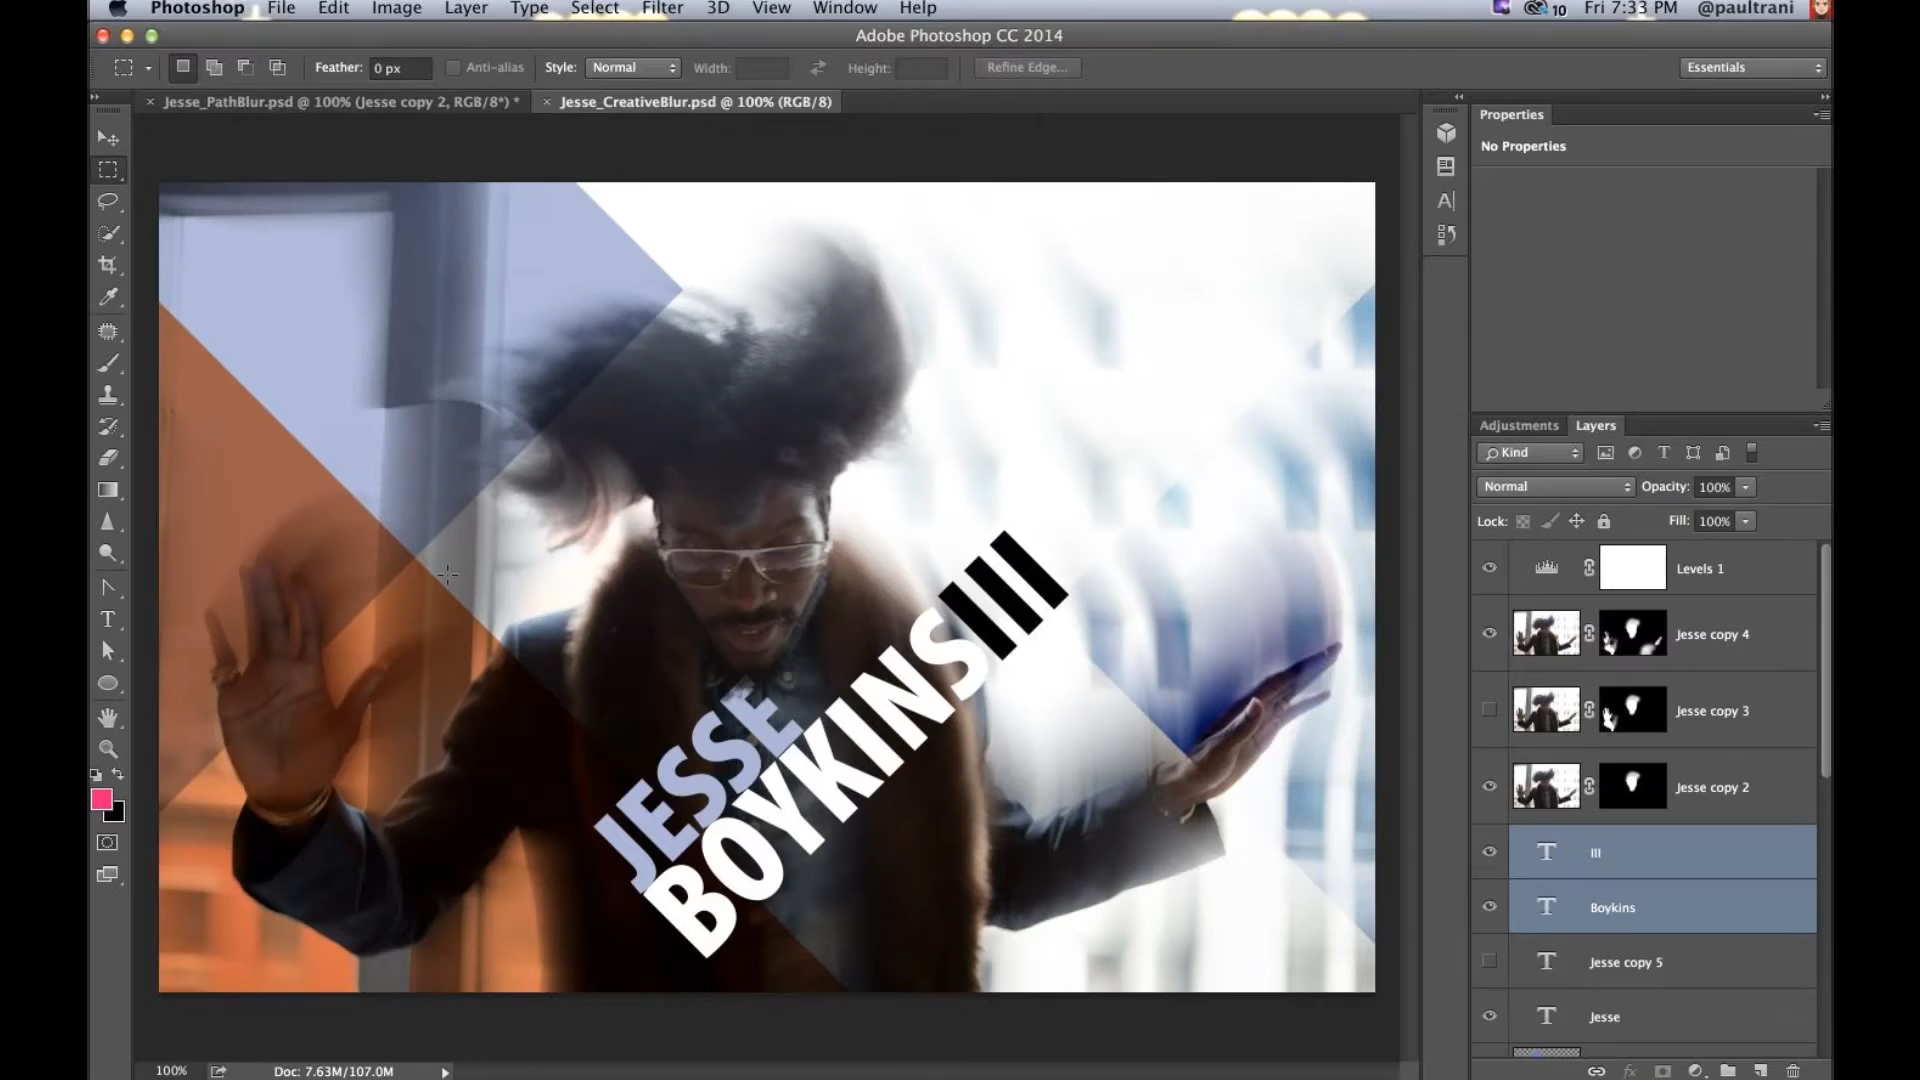 Photoshop File Edit Image Layer Type Select Filter 3D View Window Help 10 Fri 7:33 PM @paultrani
Adobe Photoshop CC 2014
Feather: 0 px Anti-alias Style: Normal Width: Height: Refine Edge... Essentials
× Jesse_PathBlur.psd @ 100% (Jesse copy 2, RGB/8*) * × Jesse_CreativeBlur.psd @ 100% (RGB/8)
Properties
No Properties
JESSE
BOYKINSIII
Adjustments Layers
Kind
Normal Opacity: 100%
Lock: Fill: 100%
Levels 1
Jesse copy 4
Jesse copy 3
Jesse copy 2
III
Boykins
Jesse copy 5
Jesse
100% Doc: 7.63M/107.0M